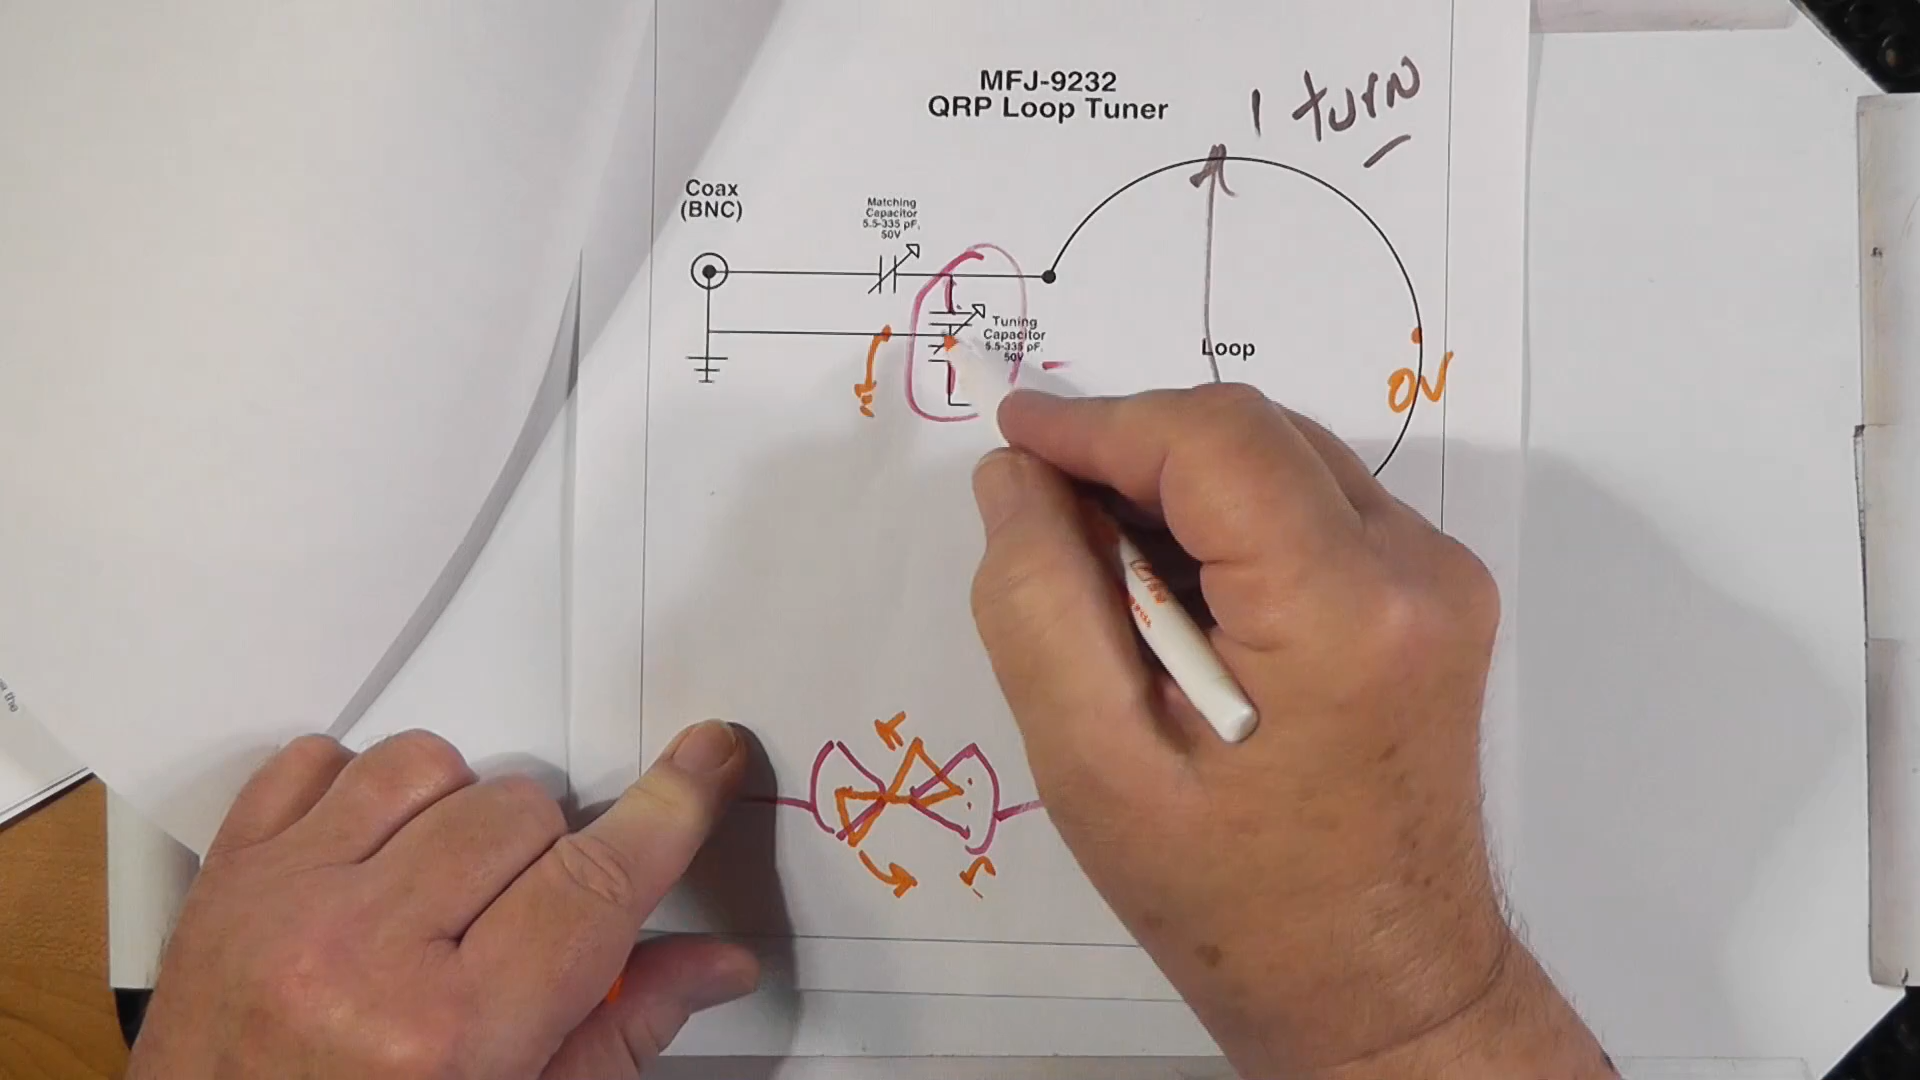 MFJ-9232
QRP Loop Tuner
1 turn
Coax
(BNC)
Matching
Capacitor
5.5-335 pF,
50V
Tuning
Capacitor
5.5-335 pF,
50V
Loop
0V